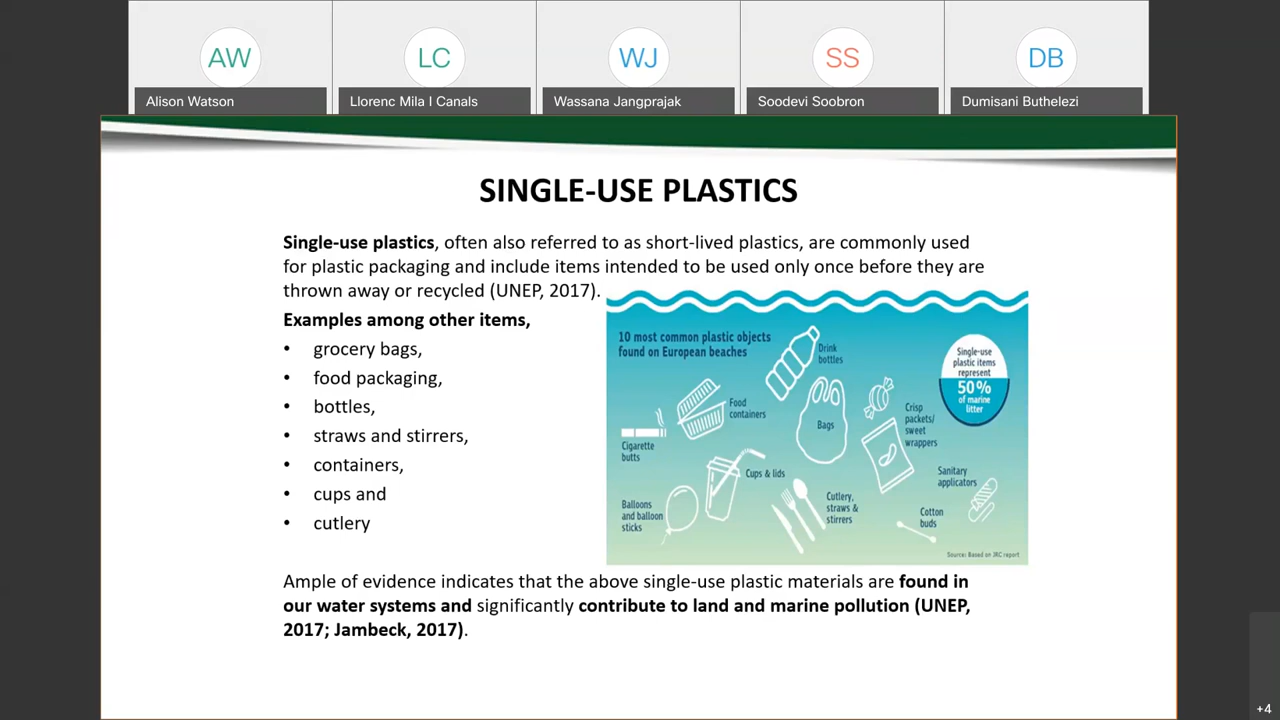 AW
LC
WJ
SS
DB
Alison Watson
Llorenc Mila I Canals
Wassana Jangprajak
Soodevi Soobron
Dumisani Buthelezi
SINGLE-USE PLASTICS
Single-use plastics, often also referred to as short-lived plastics, are commonly used
for plastic packaging and include items intended to be used only once before they are
thrown away or recycled (UNEP, 2017).
Examples among other items,
• grocery bags,
• food packaging,
• bottles,
• straws and stirrers,
• containers,
• cups and
• cutlery
10 most common plastic objects
found on European beaches
Drink
bottles
Single-use
plastic items
represent
50%
of marine
litter
Food
containers
Bags
Crisp
packets/
sweet
wrappers
Cigarette
butts
Cups & lids
Sanitary
applicators
Balloons
and balloon
sticks
Cutlery,
straws &
stirrers
Cotton
buds
Source: Based on JRC report
Ample of evidence indicates that the above single-use plastic materials are found in
our water systems and significantly contribute to land and marine pollution (UNEP,
2017; Jambeck, 2017).
+4